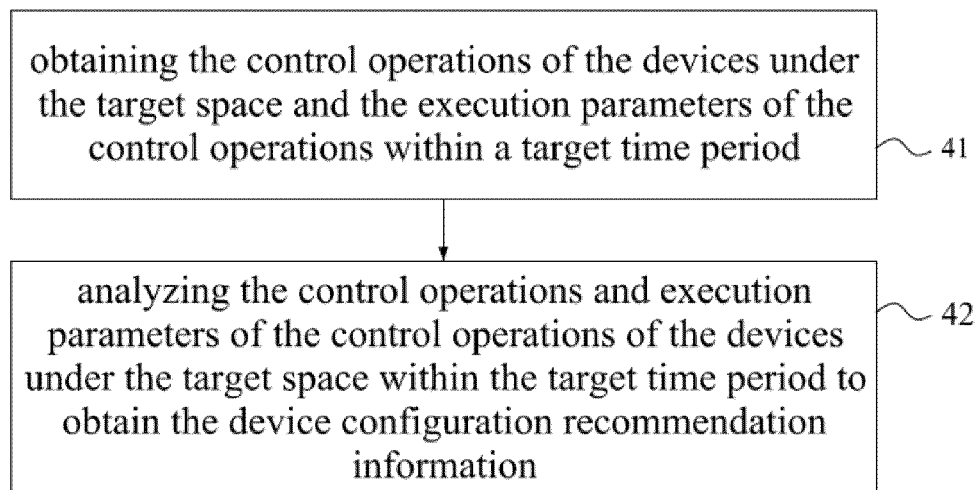 obtaining the control operations of the devices under
the target space and the execution parameters of the
control operations within a target time period
41
analyzing the control operations and execution
parameters of the control operations of the devices
under the target space within the target time period to
obtain the device configuration recommendation
information
42